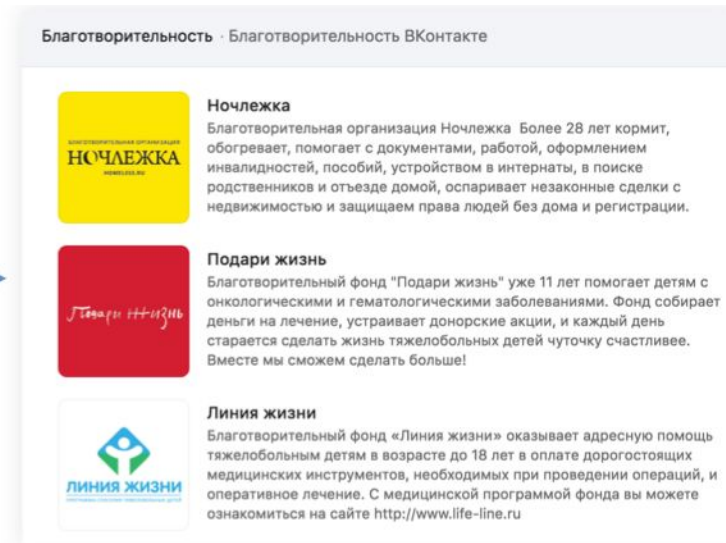 Благотворительность · Благотворительность ВКонтакте
БЛАГОТВОРИТЕЛЬНАЯ ОРГАНИЗАЦИЯ
НОЧЛЕЖКА
HOMELESS.RU
Ночлежка
Благотворительная организация Ночлежка Более 28 лет кормит,
обогревает, помогает с документами, работой, оформлением
инвалидностей, пособий, устройством в интернаты, в поиске
родственников и отъезде домой, оспаривает незаконные сделки с
недвижимостью и защищаем права людей без дома и регистрации.
Подари жизнь
Подари жизнь
Благотворительный фонд "Подари жизнь" уже 11 лет помогает детям с
онкологическими и гематологическими заболеваниями. Фонд собирает
деньги на лечение, устраивает донорские акции, и каждый день
старается сделать жизнь тяжелобольных детей чуточку счастливее.
Вместе мы сможем сделать больше!
ЛИНИЯ ЖИЗНИ
Линия жизни
Благотворительный фонд «Линия жизни» оказывает адресную помощь
тяжелобольным детям в возрасте до 18 лет в оплате дорогостоящих
медицинских инструментов, необходимых при проведении операций, и
оперативное лечение. С медицинской программой фонда вы можете
ознакомиться на сайте http://www.life-line.ru